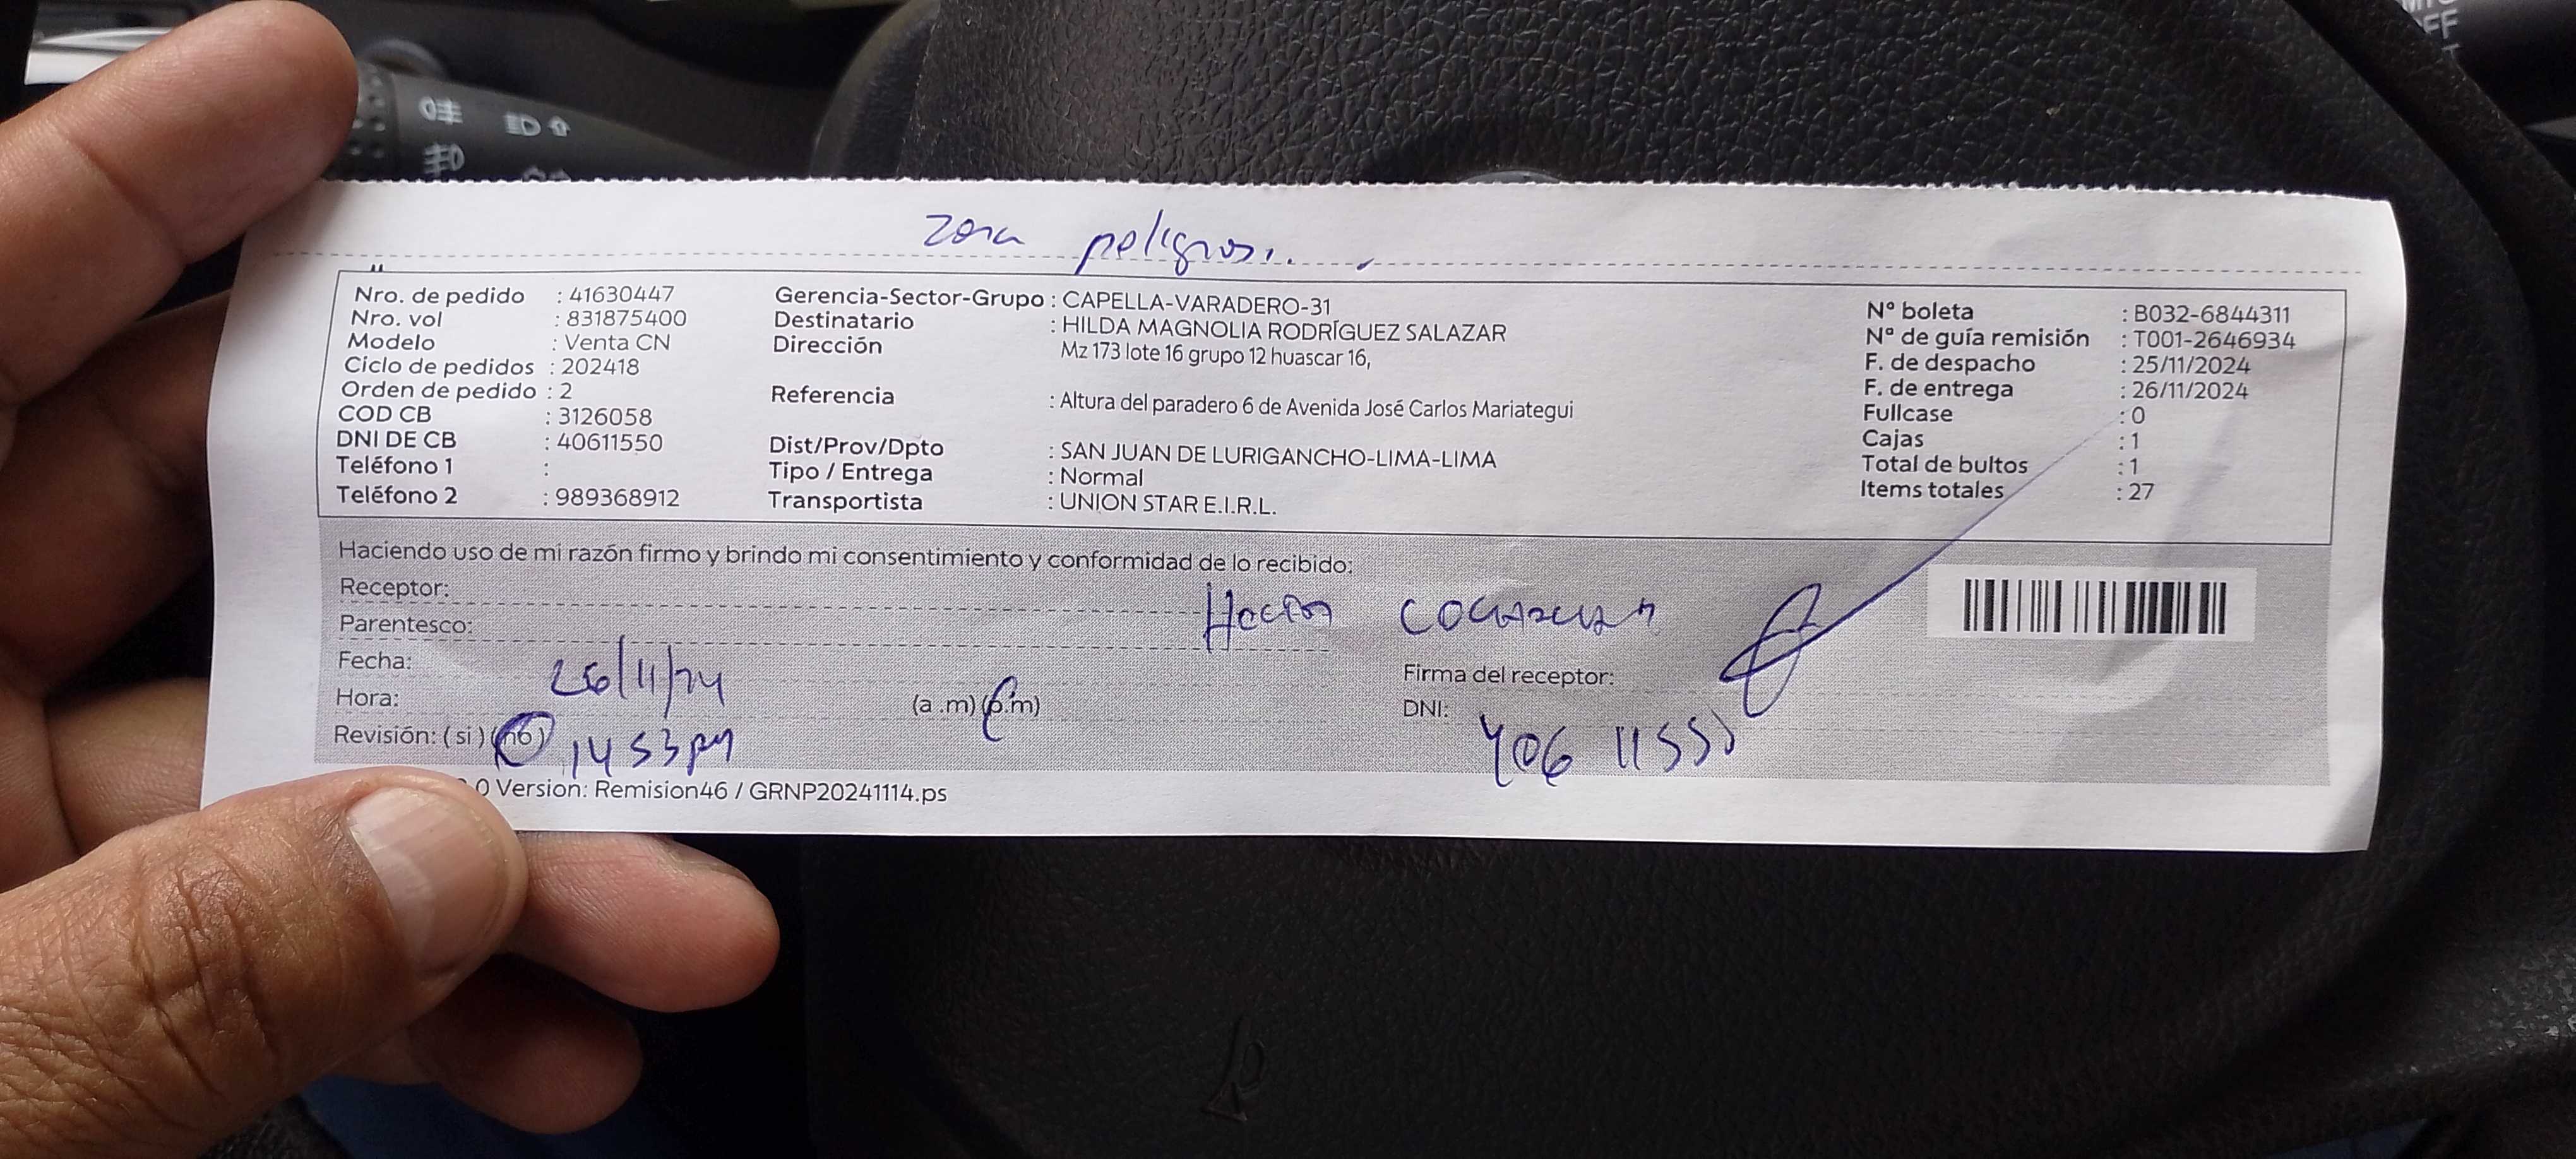 zona peligrosa.
Nro. de pedido : 41630447
Nro. vol : 831875400
Modelo : Venta CN
Ciclo de pedidos : 202418
Orden de pedido : 2
COD CB : 3126058
DNI DE CB : 40611550
Teléfono 1 :
Teléfono 2 : 989368912
Gerencia-Sector-Grupo : CAPELLA-VARADERO-31
Destinatario : HILDA MAGNOLIA RODRÍGUEZ SALAZAR
Dirección Mz 173 lote 16 grupo 12 huascar 16,
Referencia : Altura del paradero 6 de Avenida José Carlos Mariategui
Dist/Prov/Dpto : SAN JUAN DE LURIGANCHO-LIMA-LIMA
Tipo / Entrega : Normal
Transportista : UNION STAR E.I.R.L.
Nº boleta : B032-6844311
Nº de guía remisión : T001-2646934
F. de despacho : 25/11/2024
F. de entrega : 26/11/2024
Fullcase : 0
Cajas : 1
Total de bultos : 1
Items totales : 27
Haciendo uso de mi razón firmo y brindo mi consentimiento y conformidad de lo recibido:
Receptor:
Parentesco:
Fecha: 26/11/24
Hora: (a .m) (p.m)
Revisión: ( si ) (no) 1453pm
Firma del receptor:
DNI: 406 1155
0 Version: Remision46 / GRNP20241114.ps